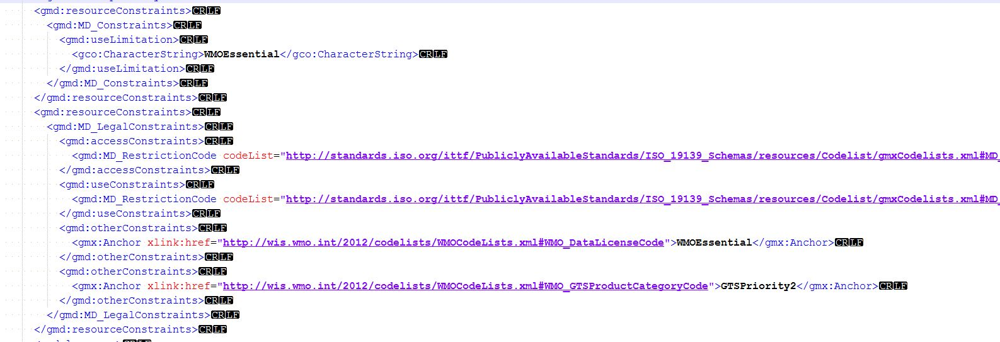 <gmd:resourceConstraints>CRLF
<gmd:MD_Constraints>CRLF
<gmd:useLimitation>CRLF
<gco:CharacterString>WMOEssential</gco:CharacterString>CRLF
</gmd:useLimitation>CRLF
</gmd:MD_Constraints>CRLF
</gmd:resourceConstraints>CRLF
<gmd:resourceConstraints>CRLF
<gmd:MD_LegalConstraints>CRLF
<gmd:accessConstraints>CRLF
<gmd:MD_RestrictionCode codeList="http://standards.iso.org/ittf/PubliclyAvailableStandards/ISO_19139_Schemas/resources/Codelist/gmxCodelists.xml#MD_
</gmd:accessConstraints>CRLF
<gmd:useConstraints>CRLF
<gmd:MD_RestrictionCode codeList="http://standards.iso.org/ittf/PubliclyAvailableStandards/ISO_19139_Schemas/resources/Codelist/gmxCodelists.xml#MD_
</gmd:useConstraints>CRLF
<gmd:otherConstraints>CRLF
<gmx:Anchor xlink:href="http://wis.wmo.int/2012/codelists/WMOCodeLists.xml#WMO_DataLicenseCode">WMOEssential</gmx:Anchor>CRLF
</gmd:otherConstraints>CRLF
<gmd:otherConstraints>CRLF
<gmx:Anchor xlink:href="http://wis.wmo.int/2012/codelists/WMOCodeLists.xml#WMO_GTSProductCategoryCode">GTSPriority2</gmx:Anchor>CRLF
</gmd:otherConstraints>CRLF
</gmd:MD_LegalConstraints>CRLF
</gmd:resourceConstraints>CRLF